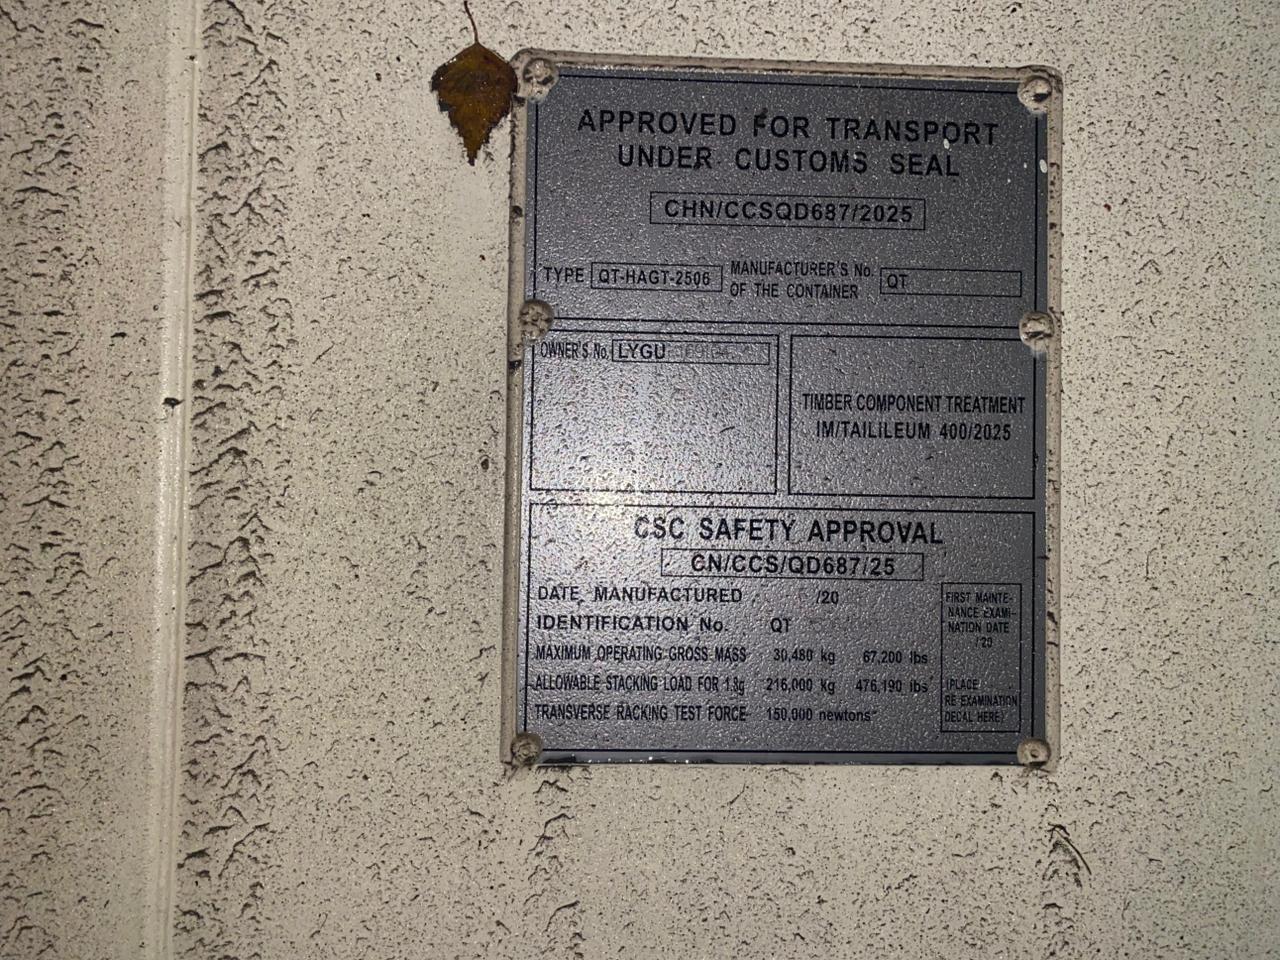 APPROVED FOR TRANSPORT
UNDER CUSTOMS SEAL
CHN/CCSQD687/2025
TYPE QT-HAGT-2506 MANUFACTURER'S No. OF THE CONTAINER QT
OWNER'S No. LYGU
TIMBER COMPONENT TREATMENT
IM/TAILILEUM 400/2025
CSC SAFETY APPROVAL
CN/CCS/QD687/25
DATE MANUFACTURED /20
IDENTIFICATION No. QT
MAXIMUM OPERATING GROSS MASS 30,480 kg 67,200 lbs
ALLOWABLE STACKING LOAD FOR 1.8g 216,000 kg 476,190 lbs
TRANSVERSE RACKING TEST FORCE 150,000 newtons
FIRST MAINTE-
NANCE EXAMI-
NATION DATE
/20
(PLACE
RE EXAMINATION
DECAL HERE)